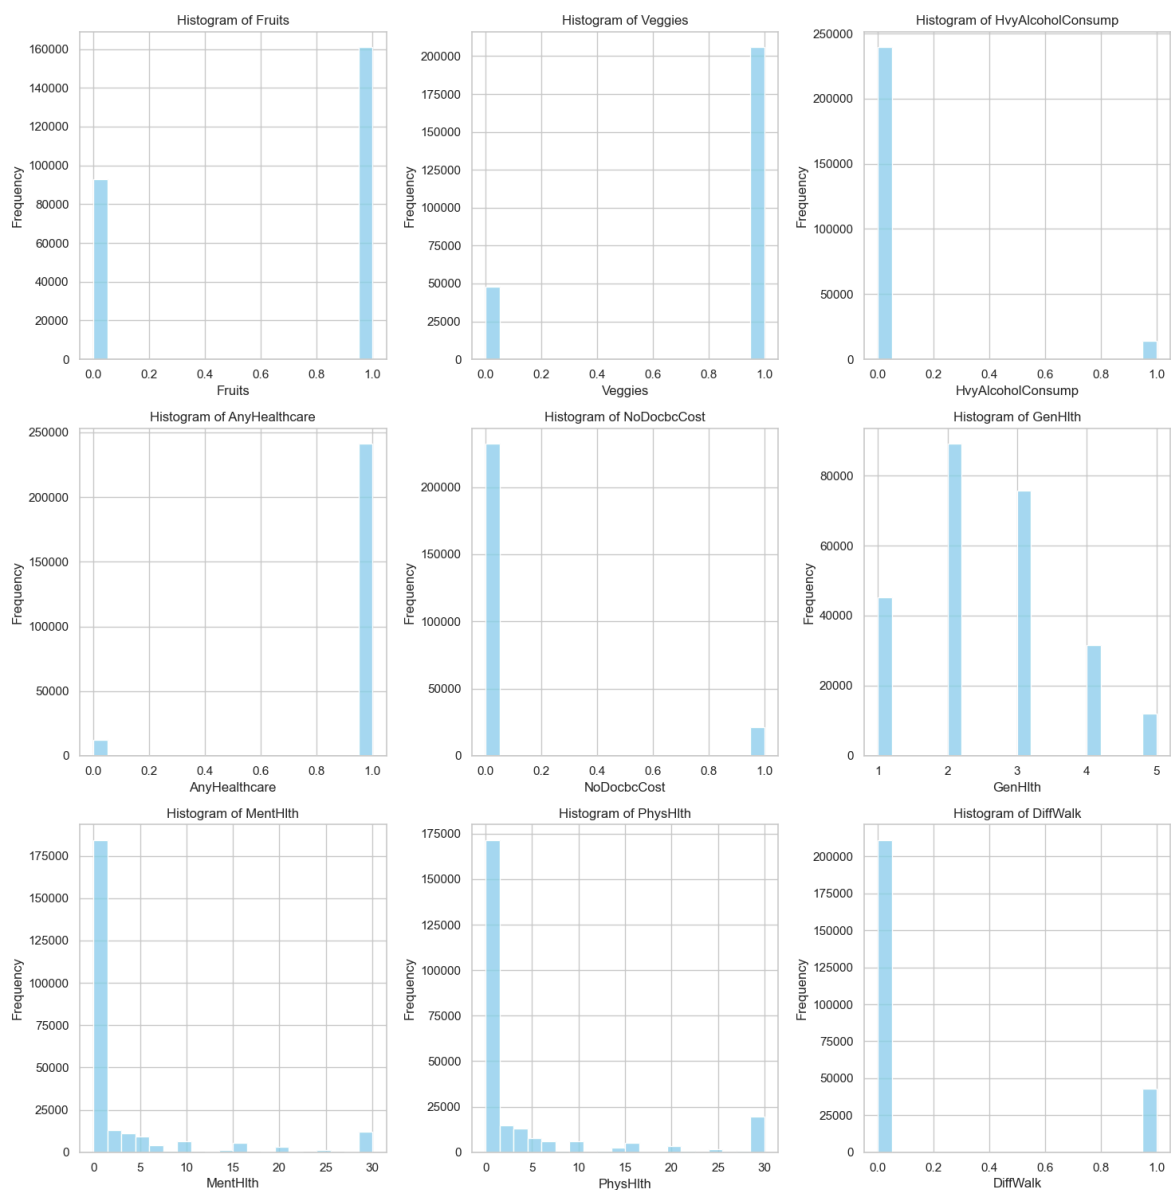 Histogram of Fruits
160000
140000
120000
100000
80000
60000
40000
20000
0
Frequency
0.0 0.2 0.4 0.6 0.8 1.0
Fruits
Histogram of Veggies
200000
175000
150000
125000
100000
75000
50000
25000
0
Frequency
0.0 0.2 0.4 0.6 0.8 1.0
Veggies
Histogram of HvyAlcoholConsump
250000
200000
150000
100000
50000
0
Frequency
0.0 0.2 0.4 0.6 0.8 1.0
HvyAlcoholConsump
Histogram of AnyHealthcare
250000
200000
150000
100000
50000
0
Frequency
0.0 0.2 0.4 0.6 0.8 1.0
AnyHealthcare
Histogram of NoDocbcCost
200000
150000
100000
50000
0
Frequency
0.0 0.2 0.4 0.6 0.8 1.0
NoDocbcCost
Histogram of GenHlth
80000
60000
40000
20000
0
Frequency
1 2 3 4 5
GenHlth
Histogram of MentHlth
175000
150000
125000
100000
75000
50000
25000
0
Frequency
0 5 10 15 20 25 30
MentHlth
Histogram of PhysHlth
175000
150000
125000
100000
75000
50000
25000
0
Frequency
0 5 10 15 20 25 30
PhysHlth
Histogram of DiffWalk
200000
175000
150000
125000
100000
75000
50000
25000
0
Frequency
0.0 0.2 0.4 0.6 0.8 1.0
DiffWalk